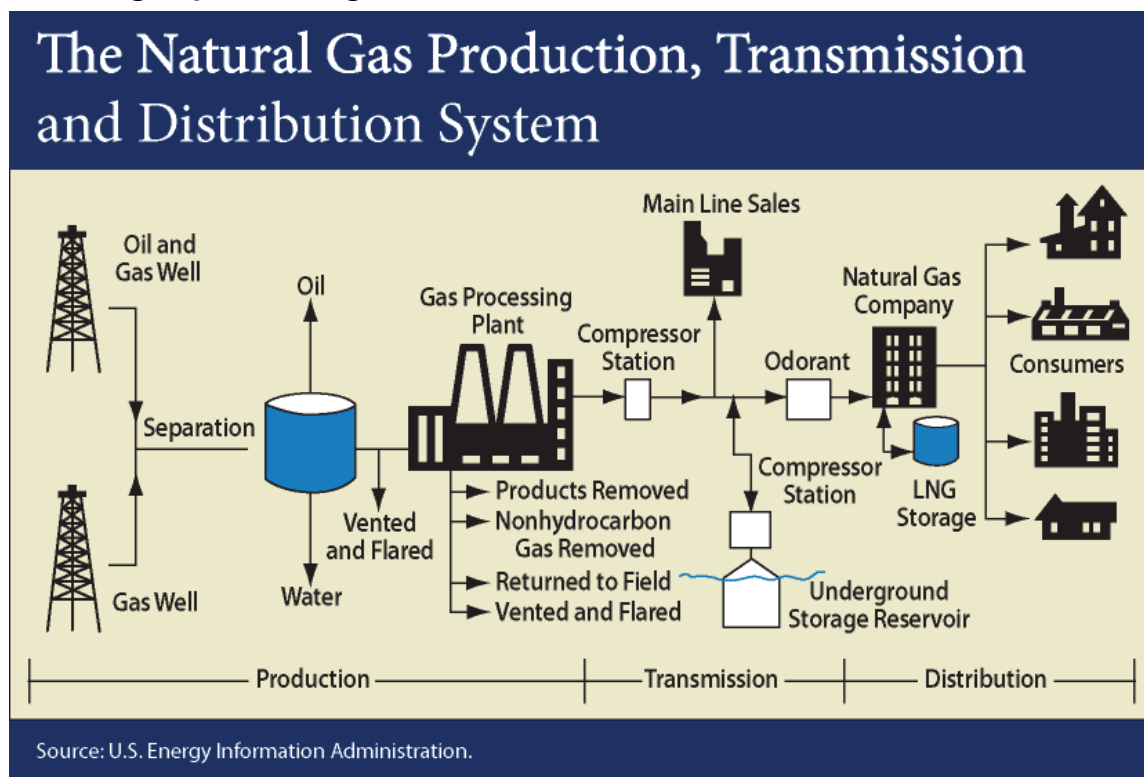 The Natural Gas Production, Transmission
and Distribution System
Main Line Sales
Oil and
Gas Well
Oil
Gas Processing
Plant
Compressor
Station
Odorant
Natural Gas
Company
Consumers
Separation
Vented
and Flared
Products Removed
Nonhydrocarbon
Gas Removed
Returned to Field
Vented and Flared
Compressor
Station
LNG
Storage
Gas Well
Water
Underground
Storage Reservoir
Production
Transmission
Distribution
Source: U.S. Energy Information Administration.